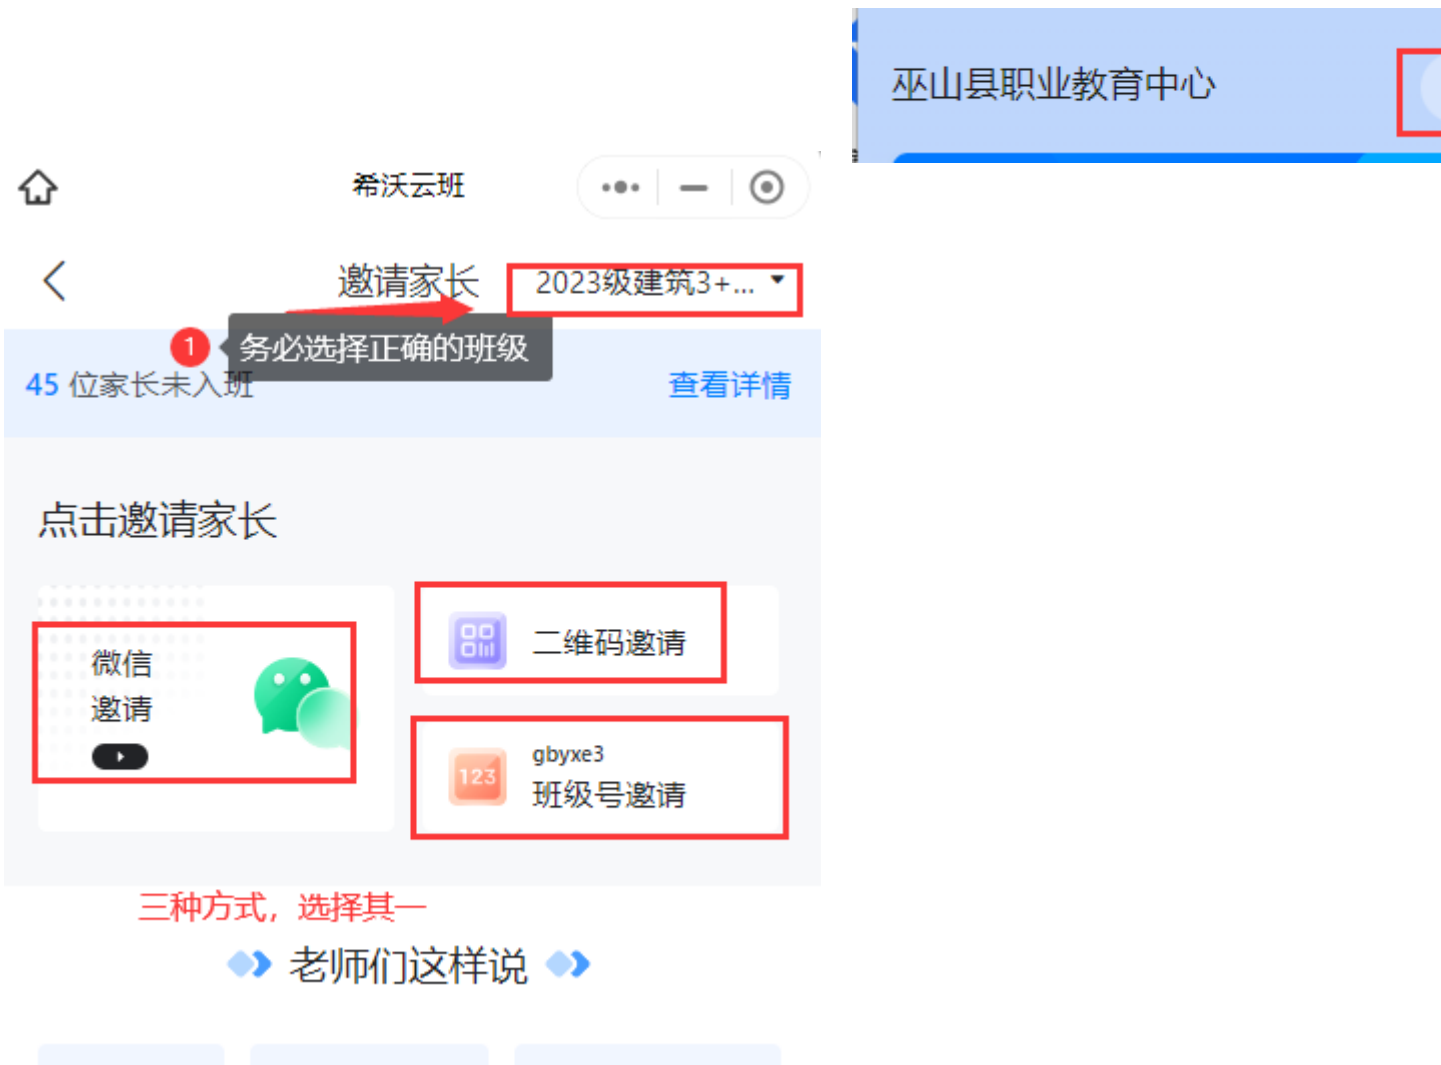 巫山县职业教育中心
希沃云班
邀请家长
2023级建筑3+...
1
务必选择正确的班级
45 位家长未入班
查看详情
点击邀请家长
微信
邀请
二维码邀请
123
gbyxe3
班级号邀请
三种方式，选择其一
老师们这样说